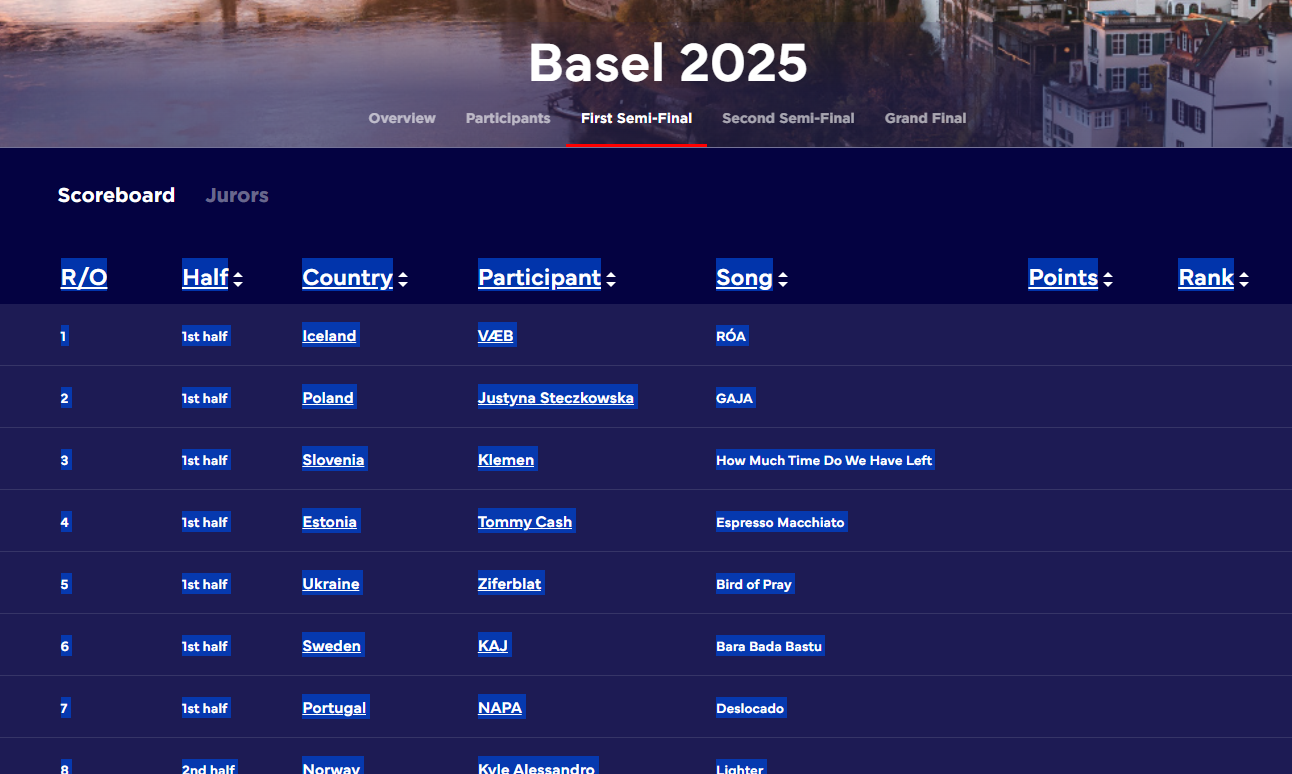 Basel 2025
Overview Participants First Semi-Final Second Semi-Final Grand Final
Scoreboard Jurors
R/O Half Country Participant Song Points Rank
1 1st half Iceland VÆB RÓA
2 1st half Poland Justyna Steczkowska GAJA
3 1st half Slovenia Klemen How Much Time Do We Have Left
4 1st half Estonia Tommy Cash Espresso Macchiato
5 1st half Ukraine Ziferblat Bird of Pray
6 1st half Sweden KAJ Bara Bada Bastu
7 1st half Portugal NAPA Deslocado
8 2nd half Norway Kyle Alessandro Lighter